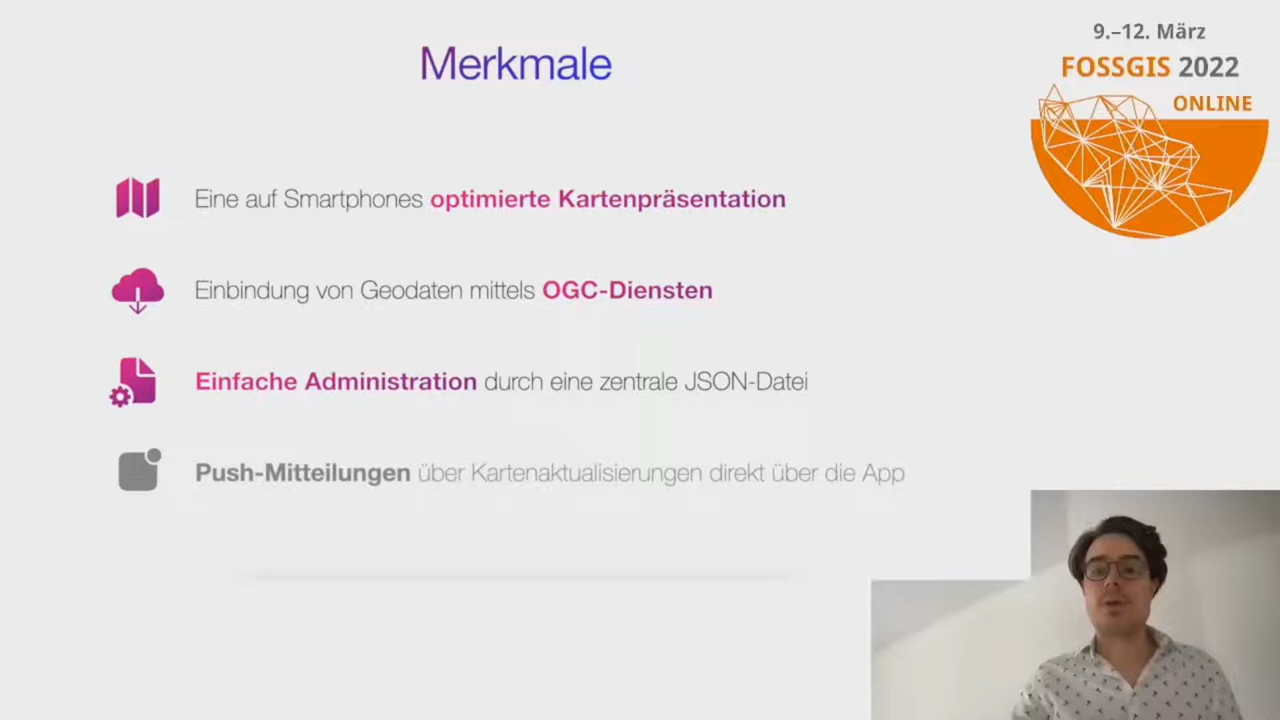 Merkmale
9.–12. März
FOSSGIS 2022
ONLINE
Eine auf Smartphones optimierte Kartenpräsentation
Einbindung von Geodaten mittels OGC-Diensten
Einfache Administration durch eine zentrale JSON-Datei
Push-Mitteilungen über Kartenaktualisierungen direkt über die App